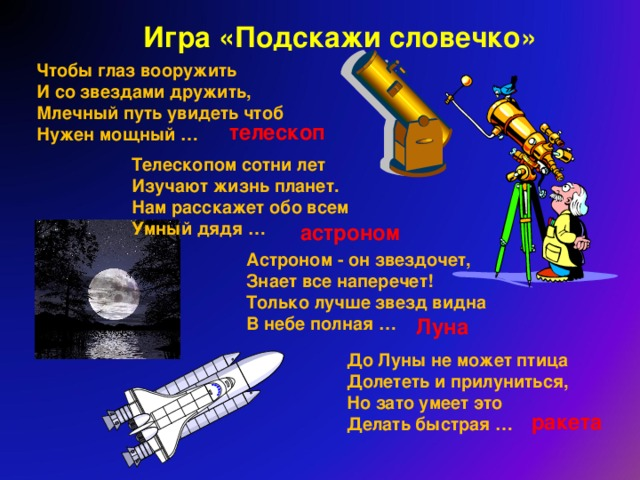 Игра «Подскажи словечко»
Чтобы глаз вооружить
И со звездами дружить,
Млечный путь увидеть чтоб
Нужен мощный … телескоп
Телескопом сотни лет
Изучают жизнь планет.
Нам расскажет обо всем
Умный дядя … астроном
Астроном - он звездочет,
Знает все наперечет!
Только лучше звезд видна
В небе полная … Луна
До Луны не может птица
Долететь и прилуниться,
Но зато умеет это
Делать быстрая … ракета